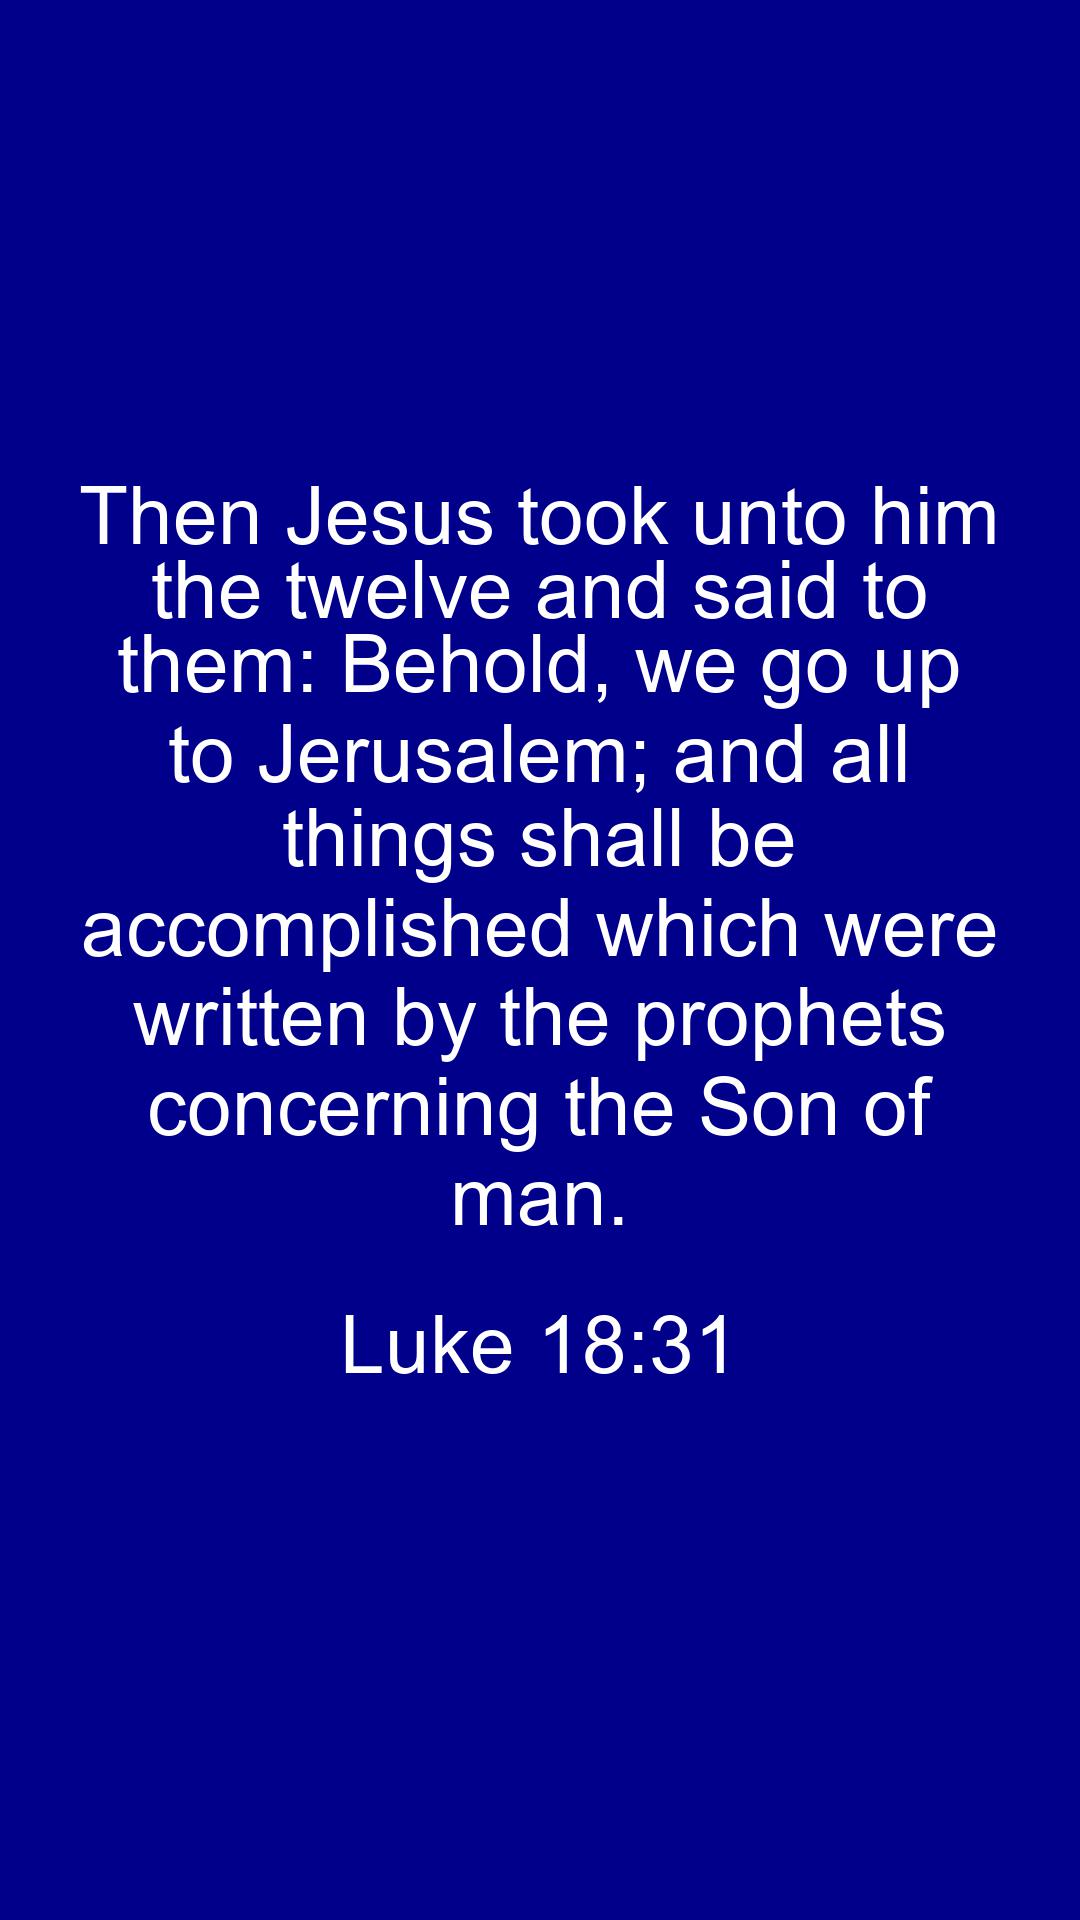 Then Jesus took unto him
the twelve and said to
them: Behold, we go up
to Jerusalem; and all
things shall be
accomplished which were
written by the prophets
concerning the Son of
man.
Luke 18:31